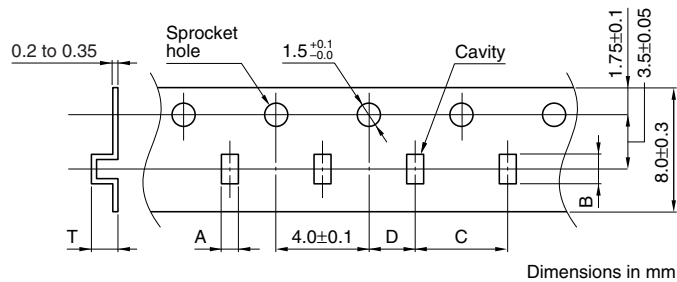 0.2 to 0.35
Sprocket
hole
1.5 +0.1 −0.0
Cavity
1.75±0.1
3.5±0.05
8.0±0.3
B
T
A
4.0±0.1
D
C
Dimensions in mm